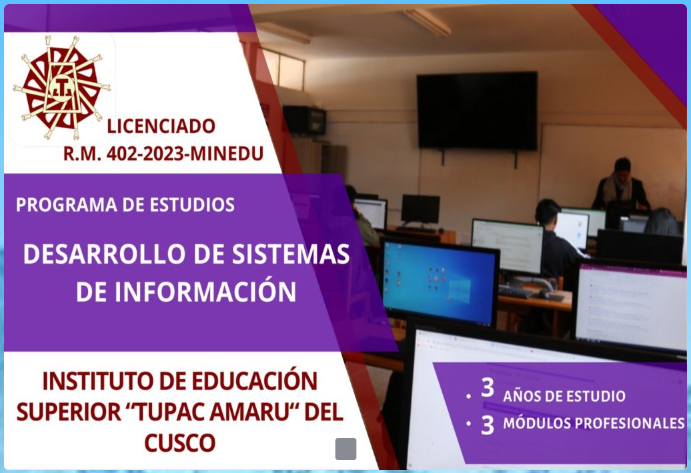 .T.
LICENCIADO
R.M. 402-2023-MINEDU
PROGRAMA DE ESTUDIOS
DESARROLLO DE SISTEMAS
DE INFORMACIÓN
INSTITUTO DE EDUCACIÓN
SUPERIOR “TUPAC AMARU“ DEL
CUSCO
• 3 AÑOS DE ESTUDIO
• 3 MÓDULOS PROFESIONALES